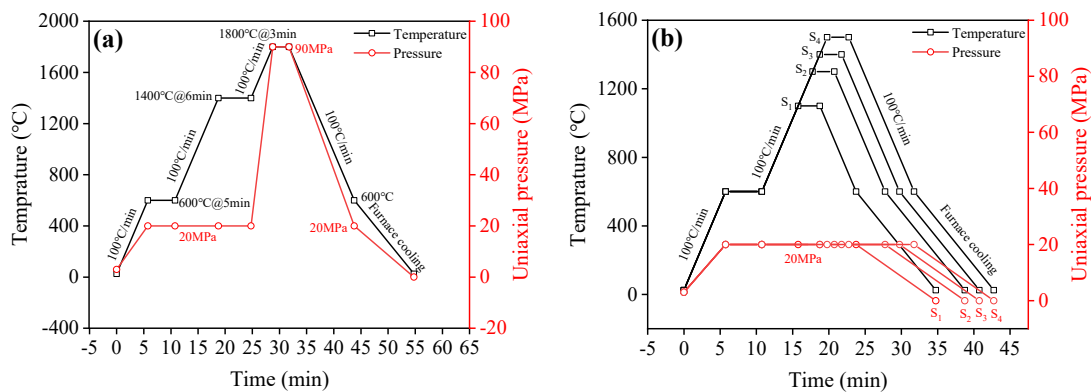 (a)
Temprature (℃)
2000
1600
1200
800
400
0
-400
-5 0 5 10 15 20 25 30 35 40 45 50 55 60 65
Time (min)
Uniaxial pressure (MPa)
100
80
60
40
20
0
-20
Temperature
Pressure
1800℃@3min
90MPa
1400℃@6min
100℃/min
100℃/min
100℃/min
600℃@5min
600℃
100℃/min
20MPa
20MPa
Furnace cooling
(b)
Temprature (℃)
1600
1200
800
400
0
-5 0 5 10 15 20 25 30 35 40 45
Time (min)
Uniaxial pressure (MPa)
100
80
60
40
20
0
Temperature
Pressure
S4
S3
S2
S1
100℃/min
100℃/min
100℃/min
20MPa
Furnace cooling
S1 S2 S3 S4